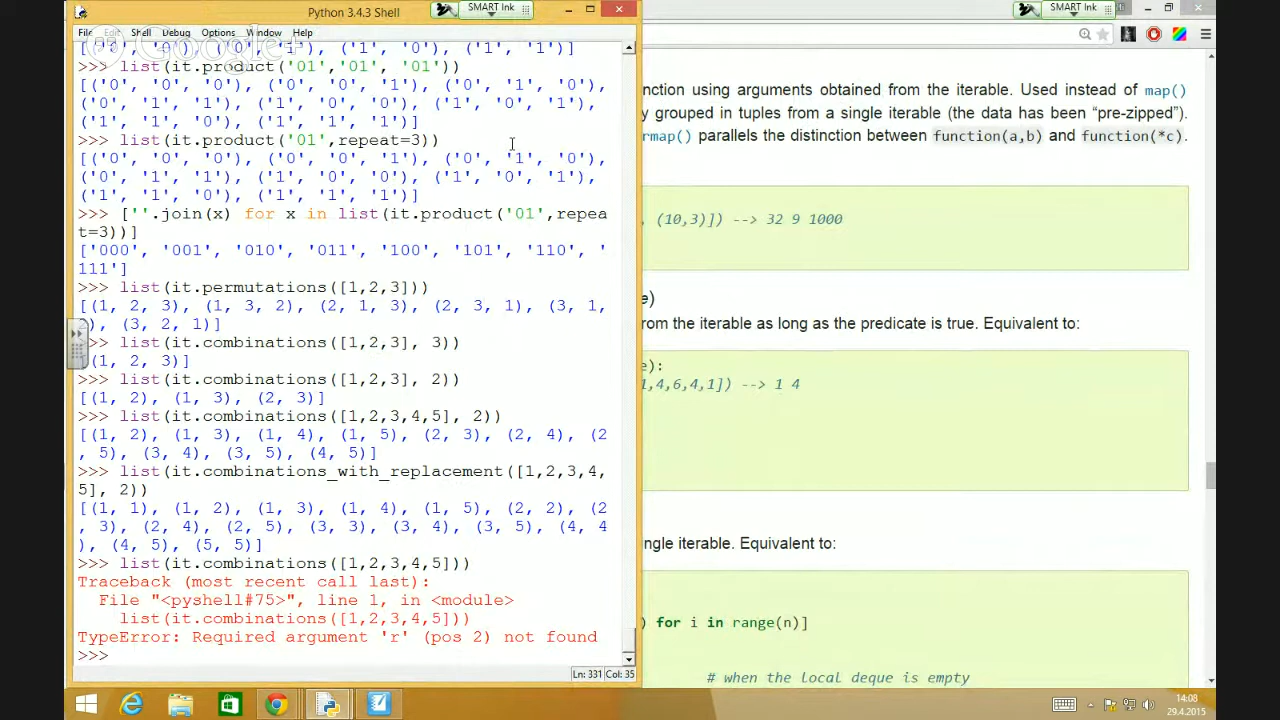 Python 3.4.3 Shell
SMART Ink
File Edit Shell Debug Options Window Help
Google+
>>> list(it.product('01','01', '01'))
[('0', '0', '0'), ('0', '0', '1'), ('0', '1', '0'),
('0', '1', '1'), ('1', '0', '0'), ('1', '0', '1'),
('1', '1', '0'), ('1', '1', '1')]
>>> list(it.product('01',repeat=3))
[('0', '0', '0'), ('0', '0', '1'), ('0', '1', '0'),
('0', '1', '1'), ('1', '0', '0'), ('1', '0', '1'),
('1', '1', '0'), ('1', '1', '1')]
>>> [''.join(x) for x in list(it.product('01',repea
t=3))]
['000', '001', '010', '011', '100', '101', '110', '
111']
>>> list(it.permutations([1,2,3]))
[(1, 2, 3), (1, 3, 2), (2, 1, 3), (2, 3, 1), (3, 1,
2), (3, 2, 1)]
>>> list(it.combinations([1,2,3], 3))
[(1, 2, 3)]
>>> list(it.combinations([1,2,3], 2))
[(1, 2), (1, 3), (2, 3)]
>>> list(it.combinations([1,2,3,4,5], 2))
[(1, 2), (1, 3), (1, 4), (1, 5), (2, 3), (2, 4), (2
, 5), (3, 4), (3, 5), (4, 5)]
>>> list(it.combinations_with_replacement([1,2,3,4,
5], 2))
[(1, 1), (1, 2), (1, 3), (1, 4), (1, 5), (2, 2), (2
, 3), (2, 4), (2, 5), (3, 3), (3, 4), (3, 5), (4, 4
), (4, 5), (5, 5)]
>>> list(it.combinations([1,2,3,4,5]))
Traceback (most recent call last):
File "<pyshell#75>", line 1, in <module>
list(it.combinations([1,2,3,4,5]))
TypeError: Required argument 'r' (pos 2) not found
>>>
Ln: 331 Col: 35
SMART Ink
nction using arguments obtained from the iterable. Used instead of map()
y grouped in tuples from a single iterable (the data has been “pre-zipped”).
rmap() parallels the distinction between function(a,b) and function(*c).
, (10,3)]) --> 32 9 1000
e)
rom the iterable as long as the predicate is true. Equivalent to:
e):
1,4,6,4,1]) --> 1 4
ngle iterable. Equivalent to:
) for i in range(n)]
# when the local deque is empty
14:08
29.4.2015